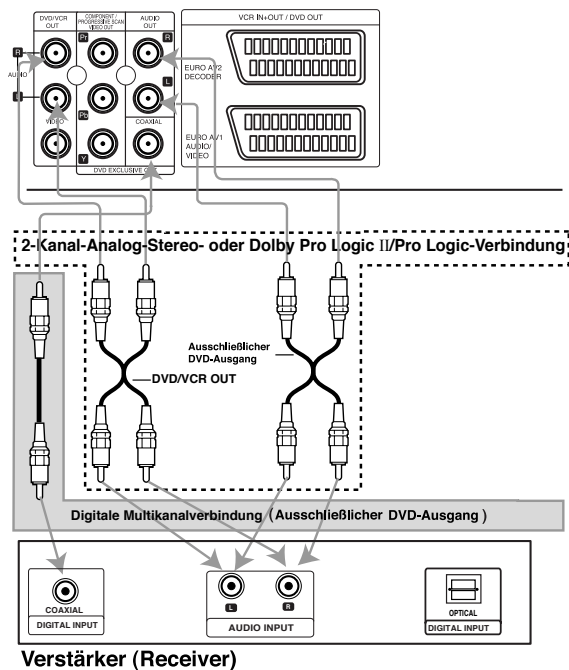 DVD/VCR
OUT
COMPONENT /
PROGRESSIVE SCAN
VIDEO OUT
AUDIO
OUT
VCR IN+OUT / DVD OUT
R
Pr
R
AUDIO
EURO AV2
DECODER
L
L
VIDEO
Pb
COAXIAL
EURO AV1
AUDIO/
VIDEO
Y
DVD EXCLUSIVE OUT
2-Kanal-Analog-Stereo- oder Dolby Pro Logic II/Pro Logic-Verbindung
Ausschließlicher
DVD-Ausgang
DVD/VCR OUT
Digitale Multikanalverbindung (Ausschließlicher DVD-Ausgang )
COAXIAL
DIGITAL INPUT
L
R
AUDIO INPUT
OPTICAL
DIGITAL INPUT
Verstärker (Receiver)